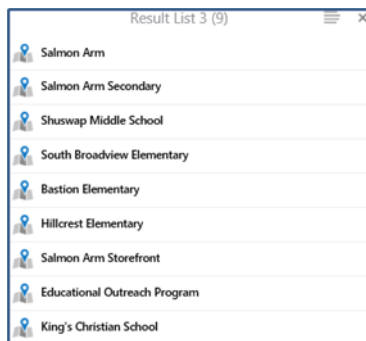 Result List 3 (9)
Salmon Arm
Salmon Arm Secondary
Shuswap Middle School
South Broadview Elementary
Bastion Elementary
Hillcrest Elementary
Salmon Arm Storefront
Educational Outreach Program
King's Christian School